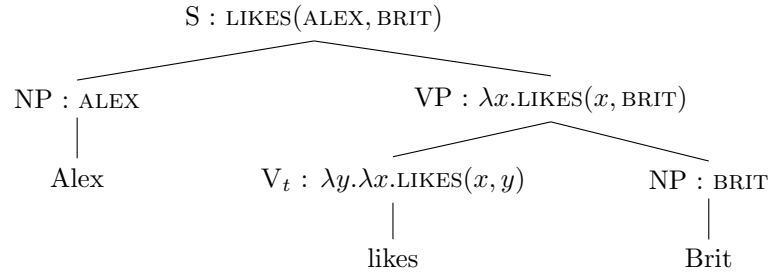 S : LIKES(ALEX, BRIT)
NP : ALEX VP : λx.LIKES(x, BRIT)
Alex V_t : λy.λx.LIKES(x, y) NP : BRIT
likes Brit